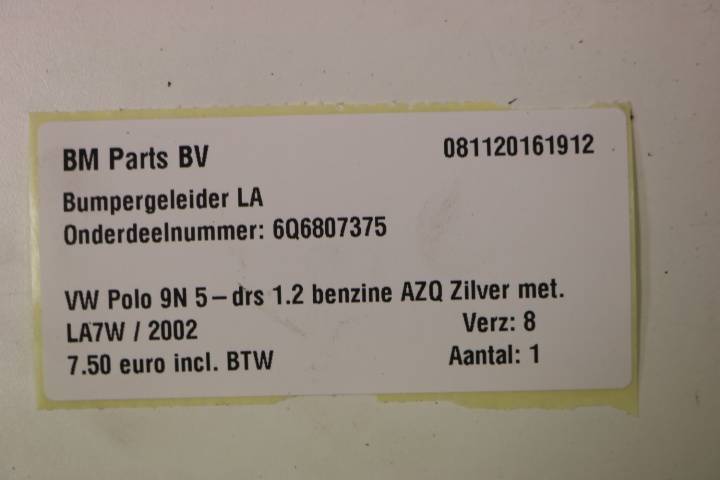 BM Parts BV 081120161912
Bumpergeleider LA
Onderdeelnummer: 6Q6807375
VW Polo 9N 5-drs 1.2 benzine AZQ Zilver met.
LA7W / 2002 Verz: 8
7.50 euro incl. BTW Aantal: 1